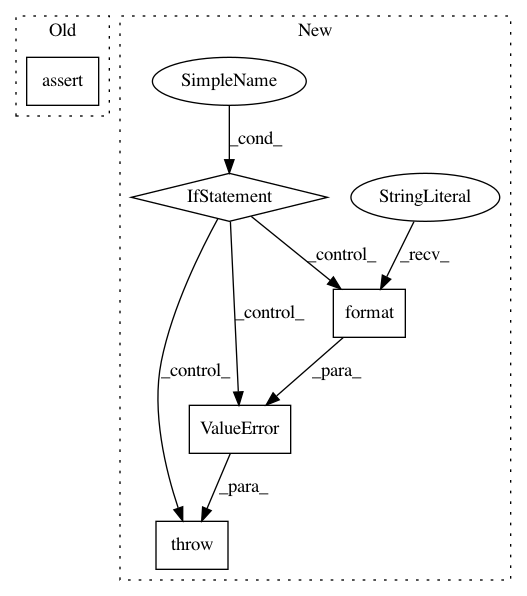 Old
New
assert
SimpleName
_cond_
IfStatement
StringLiteral
_control_
_recv_
_control_
format
_control_
_para_
ValueError
_para_
throw